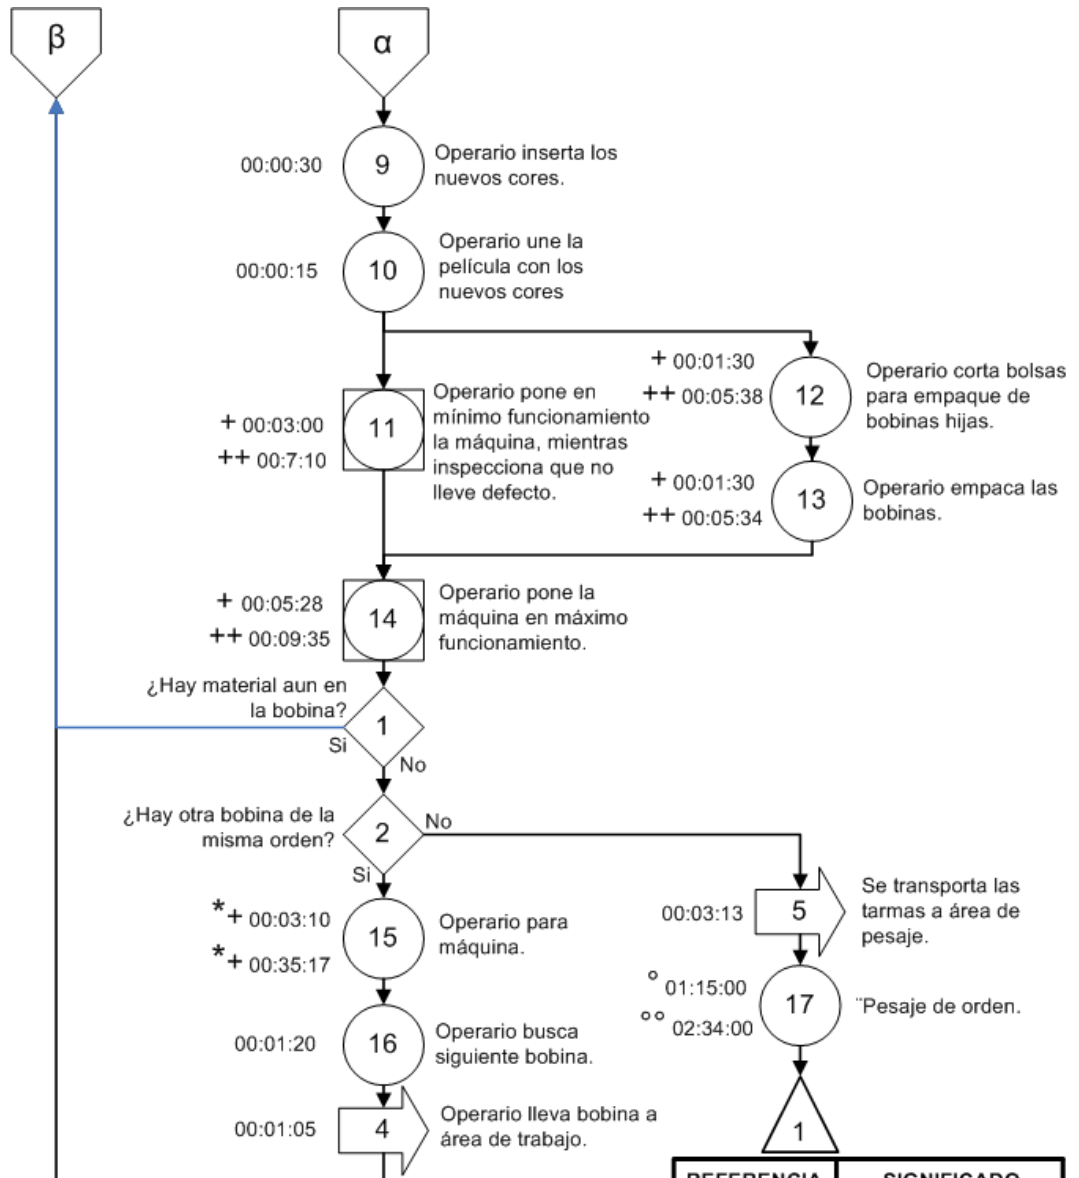 β
α
00:00:30
9
Operario inserta los
nuevos cores.
00:00:15
10
Operario une la
película con los
nuevos cores
+ 00:03:00
++ 00:7:10
11
Operario pone en
mínimo funcionamiento
la máquina, mientras
inspecciona que no
lleve defecto.
+ 00:01:30
++ 00:05:38
12
Operario corta bolsas
para empaque de
bobinas hijas.
+ 00:01:30
++ 00:05:34
13
Operario empaca las
bobinas.
+ 00:05:28
++ 00:09:35
14
Operario pone la
máquina en máximo
funcionamiento.
¿Hay material aun en
la bobina?
1
Si
No
¿Hay otra bobina de la
misma orden?
2
No
Si
*+ 00:03:10
*+ 00:35:17
15
Operario para
máquina.
00:03:13
5
Se transporta las
tarmas a área de
pesaje.
00:01:20
16
Operario busca
siguiente bobina.
° 01:15:00
°° 02:34:00
17
¨Pesaje de orden.
00:01:05
4
Operario lleva bobina a
área de trabajo.
1
REFERENCIA
SIGNIFICADO